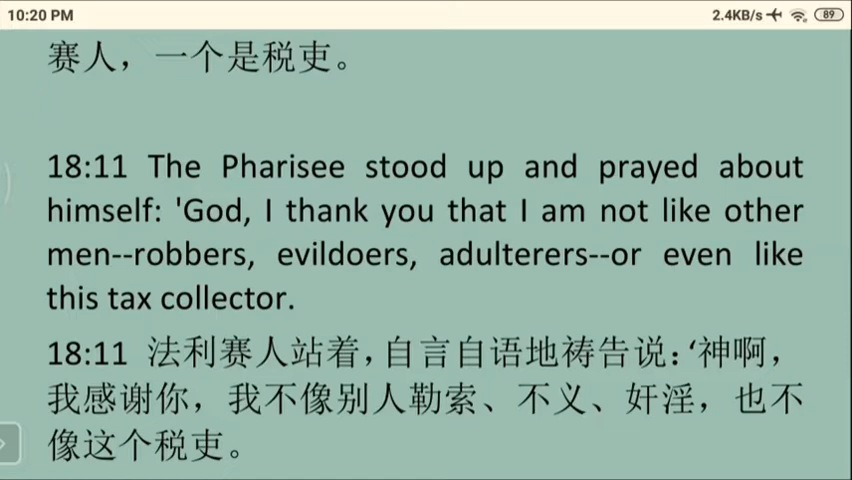 10:20 PM 2.4KB/s 89
赛人，一个是税吏。
18:11 The Pharisee stood up and prayed about
himself: 'God, I thank you that I am not like other
men--robbers, evildoers, adulterers--or even like
this tax collector.
18:11 法利赛人站着，自言自语地祷告说：‘神啊，
我感谢你，我不像别人勒索、不义、奸淫，也不
像这个税吏。